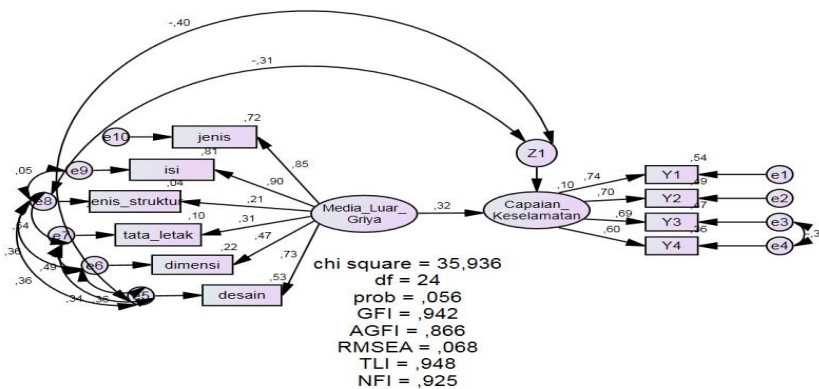 -,40
-,31
,72
e10
jenis
,81
,85
,05
e9
isi
,04
,90
e8
enis_struktur
,21
,10
,31
e7
tata_letak
,22
,47
e6
dimensi
,73
,36
,49
,53
,36
,34
desain
Media_Luar_
Griya
,32
Z1
,10
Capaian_
Keselamatan
,74
,54
Y1
e1
,70
Y2
e2
,69
Y3
e3
,60
,36
Y4
e4
chi square = 35,936
df = 24
prob = ,056
GFI = ,942
AGFI = ,866
RMSEA = ,068
TLI = ,948
NFI = ,925